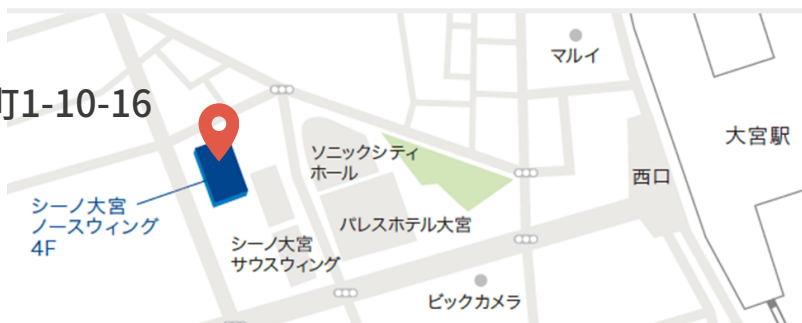 町1-10-16
マルイ
大宮駅
ソニックシティ
ホール
西口
シーノ大宮
ノースウィング
4F
パレスホテル大宮
シーノ大宮
サウスウィング
ビックカメラ